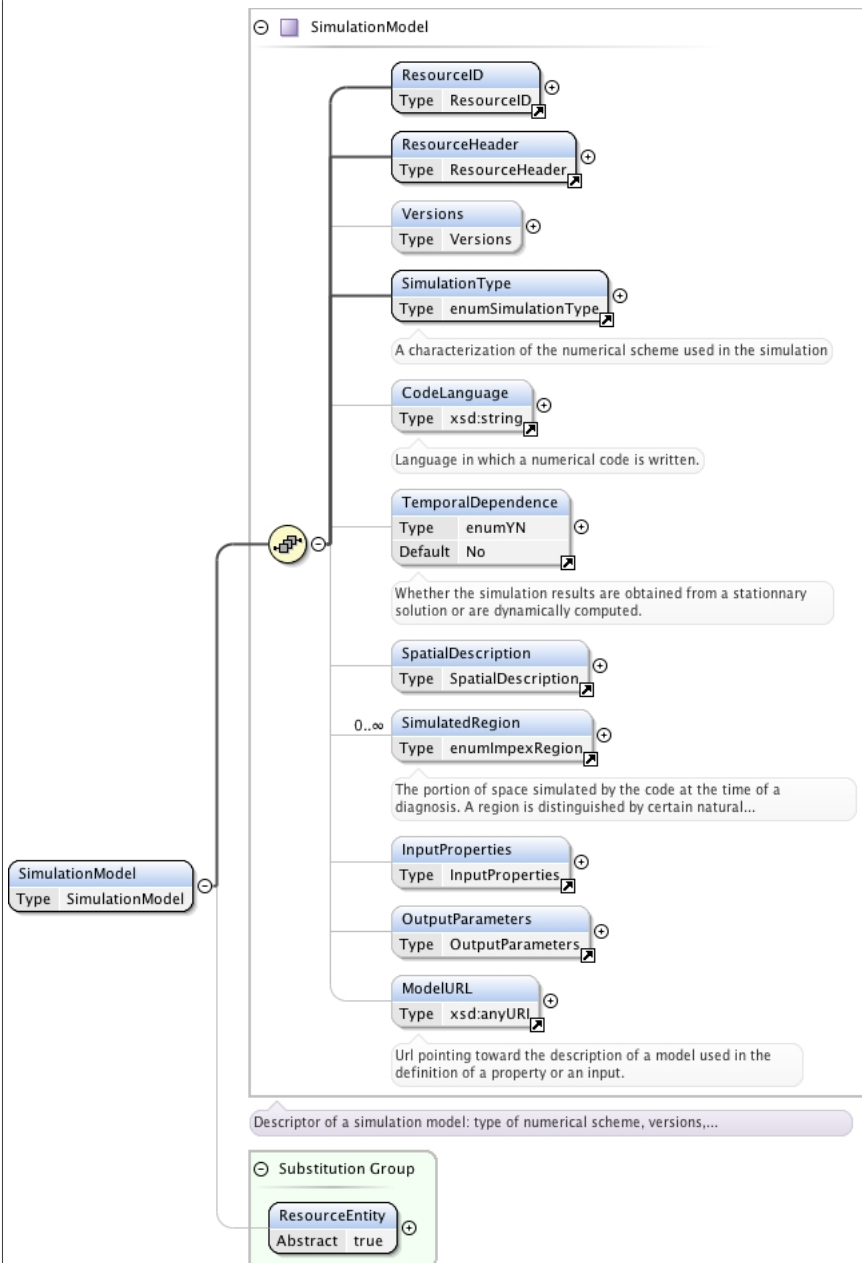 SimulationModel
ResourceID
Type ResourceID
ResourceHeader
Type ResourceHeader
Versions
Type Versions
SimulationType
Type enumSimulationType
A characterization of the numerical scheme used in the simulation
CodeLanguage
Type xsd:string
Language in which a numerical code is written.
TemporalDependence
Type enumYN
Default No
Whether the simulation results are obtained from a stationnary
solution or are dynamically computed.
SpatialDescription
Type SpatialDescription
0..∞
SimulatedRegion
Type enumImpexRegion
The portion of space simulated by the code at the time of a
diagnosis. A region is distinguished by certain natural...
InputProperties
Type InputProperties
SimulationModel
Type SimulationModel
OutputParameters
Type OutputParameters
ModelURL
Type xsd:anyURI
Url pointing toward the description of a model used in the
definition of a property or an input.
Descriptor of a simulation model: type of numerical scheme, versions,...
Substitution Group
ResourceEntity
Abstract true